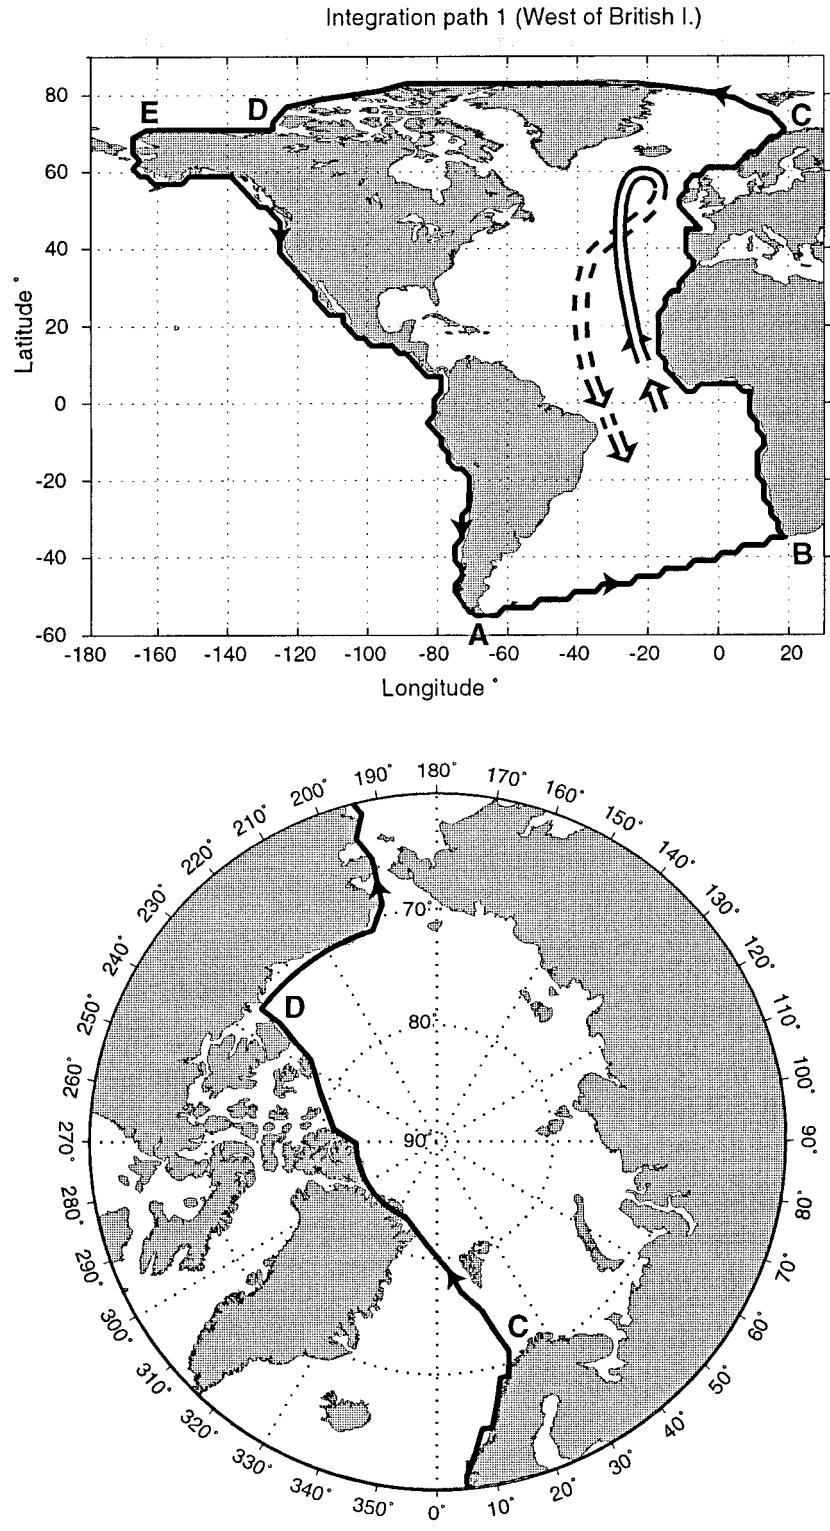 Integration path 1 (West of British I.)
80
60
40
20
0
-20
-40
-60
Latitude °
E
D
C
B
A
-180 -160 -140 -120 -100 -80 -60 -40 -20 0 20
Longitude °
180° 170° 160° 150° 140° 130° 120° 110° 100° 90° 80° 70° 60° 50° 40° 30° 20° 10° 0° 350° 340° 330° 320° 310° 300° 290° 280° 270° 260° 250° 240° 230° 220° 210° 200° 190°
70°
D
80°
90°
C